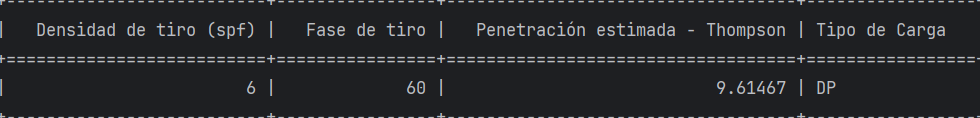 Densidad de tiro (spf) | Fase de tiro | Penetración estimada - Thompson | Tipo de Carga
6 | 60 | 9.61467 | DP